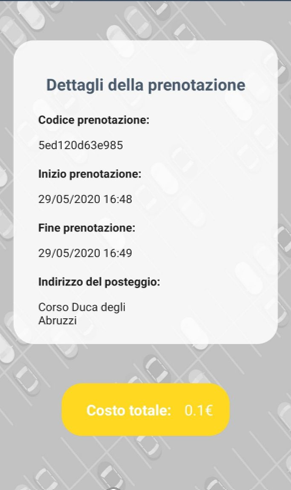 Dettagli della prenotazione
Codice prenotazione:
5ed120d63e985
Inizio prenotazione:
29/05/2020 16:48
Fine prenotazione:
29/05/2020 16:49
Indirizzo del posteggio:
Corso Duca degli
Abruzzi
Costo totale: 0.1€